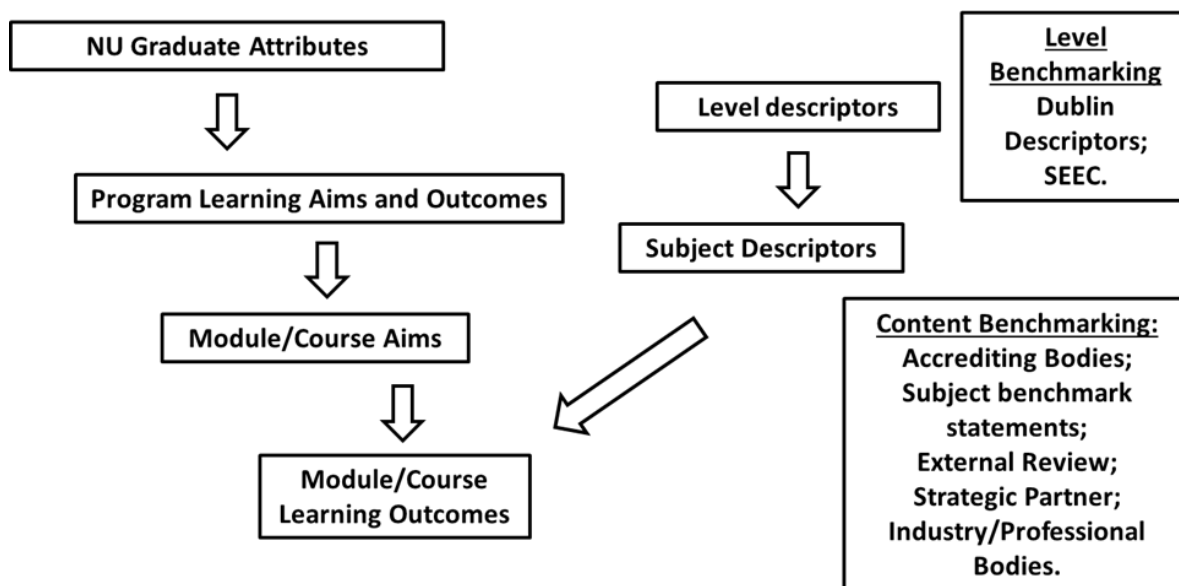 NU Graduate Attributes
Program Learning Aims and Outcomes
Module/Course Aims
Module/Course
Learning Outcomes
Level descriptors
Subject Descriptors
Level
Benchmarking
Dublin
Descriptors;
SEEC.
Content Benchmarking:
Accrediting Bodies;
Subject benchmark
statements;
External Review;
Strategic Partner;
Industry/Professional
Bodies.